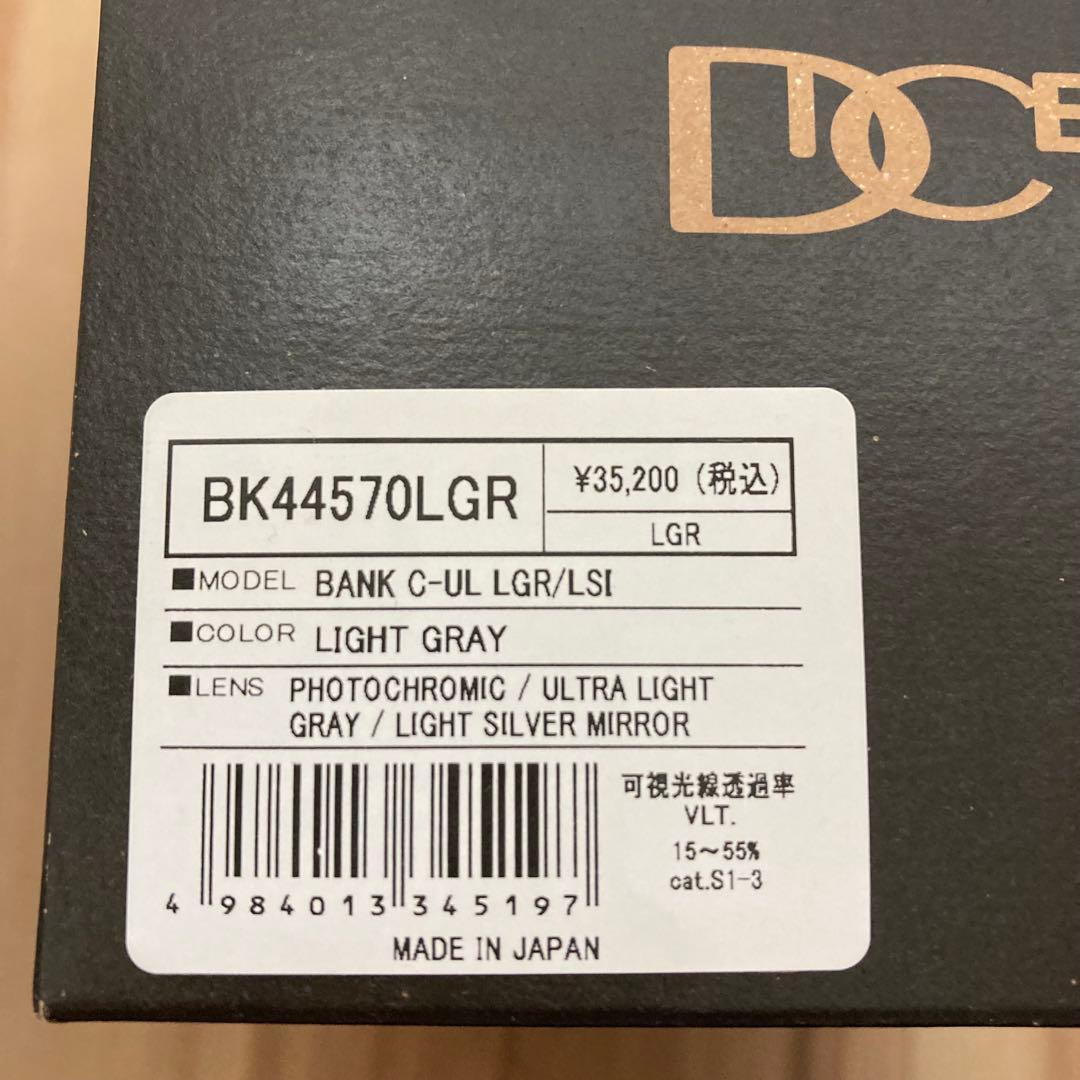 DICE
BK44570LGR
¥35,200 (税込)
LGR
■MODEL BANK C-UL LGR/LSI
■COLOR LIGHT GRAY
■LENS PHOTOCHROMIC / ULTRA LIGHT
GRAY / LIGHT SILVER MIRROR
可視光線透過率
VLT.
15~55%
cat.S1-3
4 984013 345197
MADE IN JAPAN